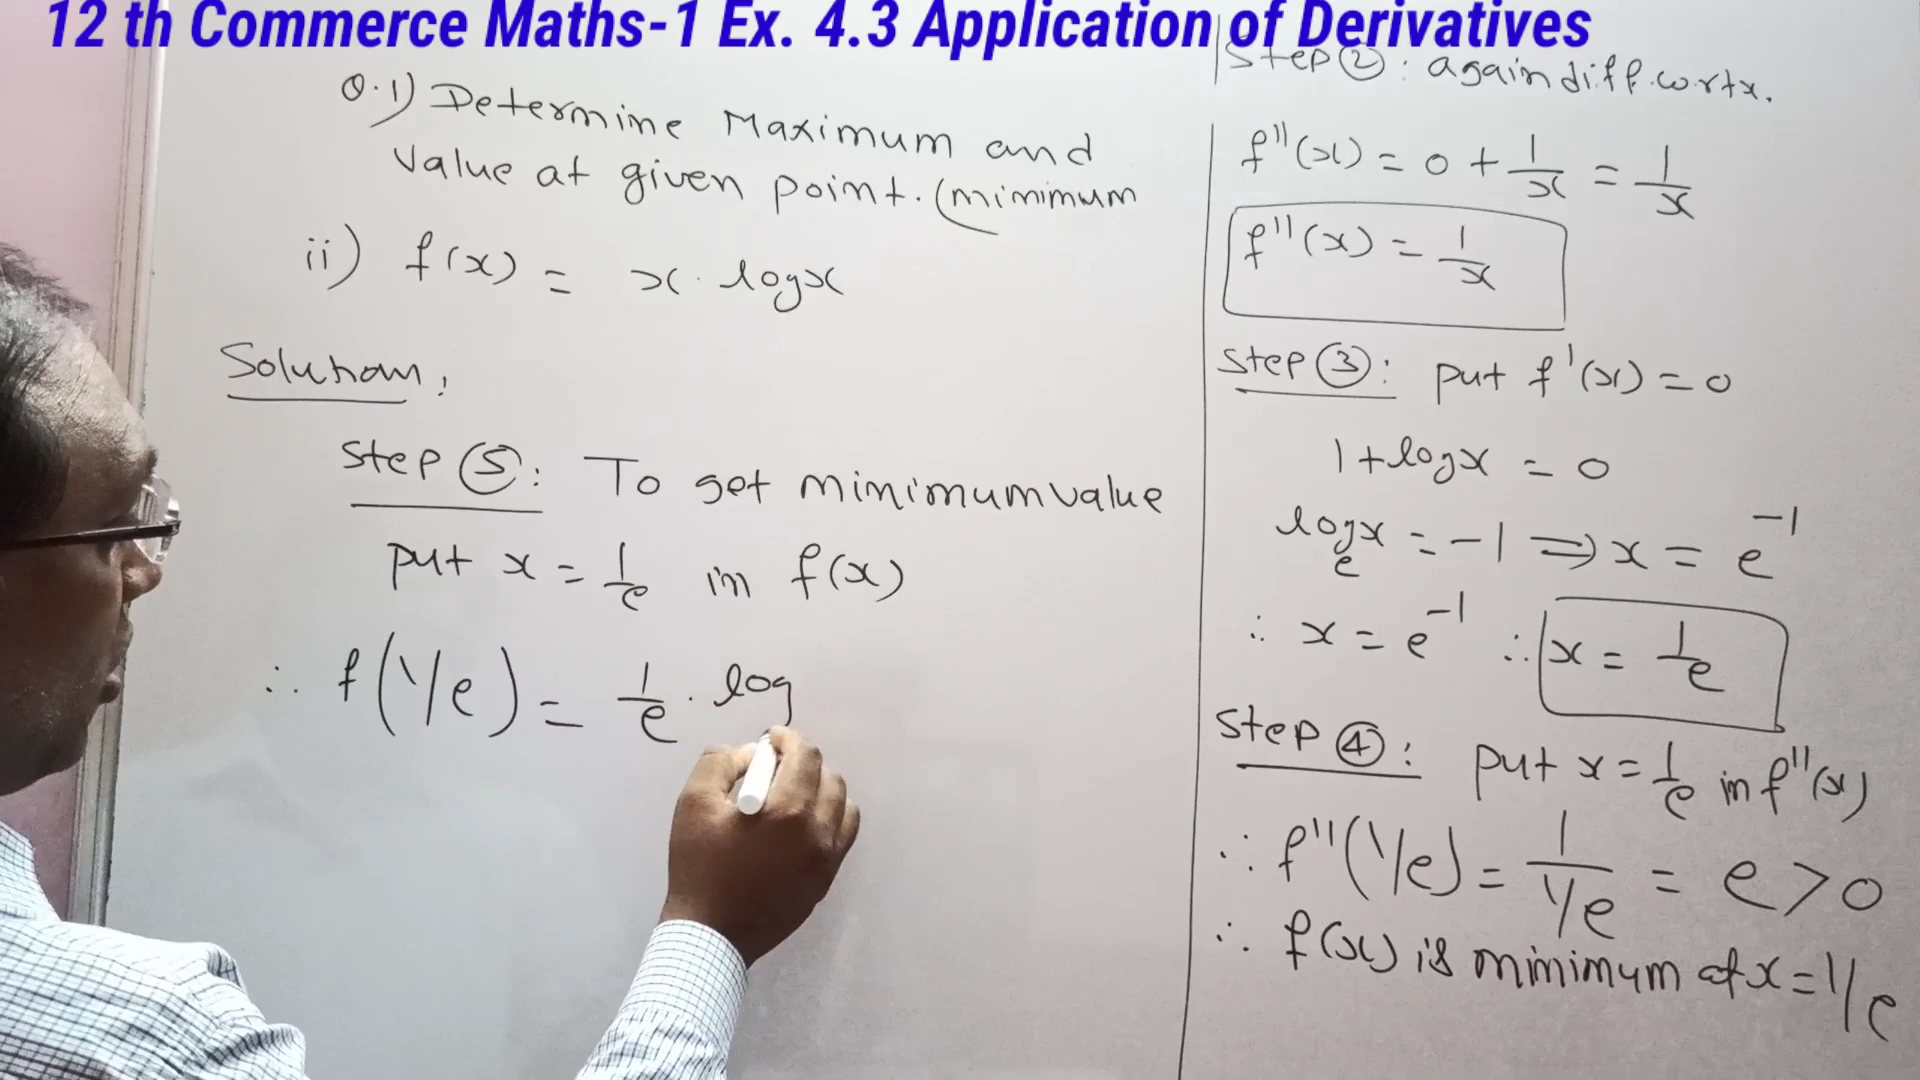 12 th Commerce Maths-1 Ex. 4.3 Application of Derivatives
Q.1) Determine Maximum and
Value at given point. (minimum
ii) f(x) = x. logx
Solution:
Step ⑤: To get minimum value
put x = 1/e in f(x)
∴ f(1/e) = 1/e . log
Step ②: again diff. w.r.t x.
f''(x) = 0 + 1/x = 1/x
f''(x) = 1/x
Step ③: put f'(x) = 0
1 + logx = 0
logₑx = -1 ⇒ x = e⁻¹
∴ x = e⁻¹ ∴ x = 1/e
Step ④: put x = 1/e in f''(x)
∴ f''(1/e) = 1/(1/e) = e > 0
∴ f(x) is minimum at x = 1/e